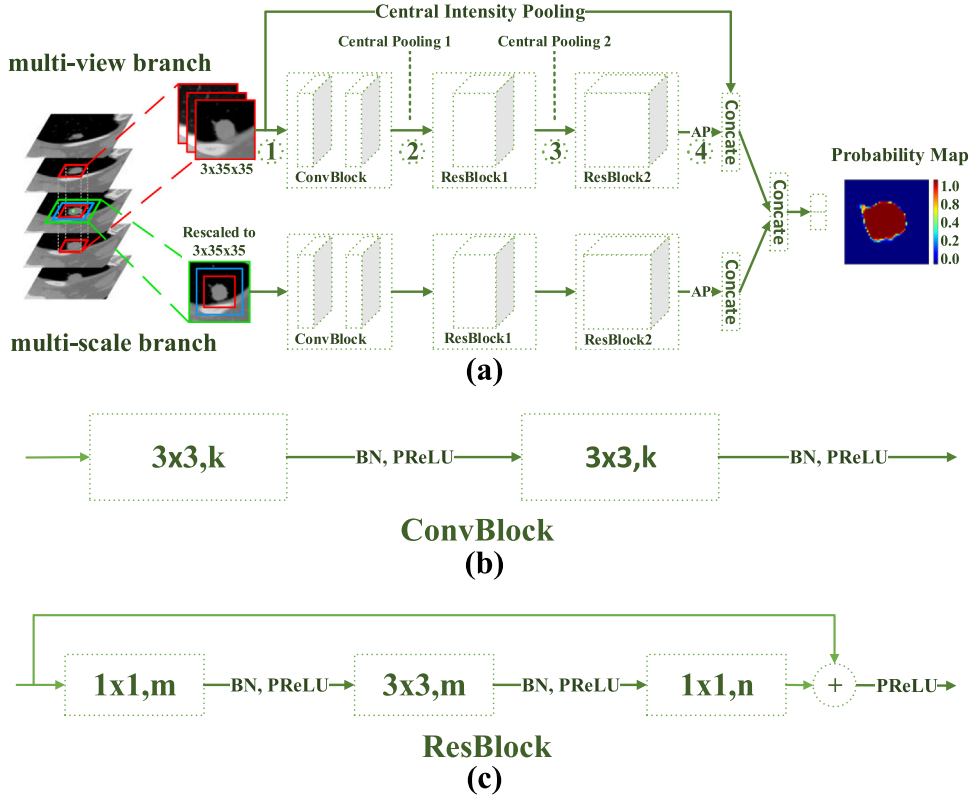 Central Intensity Pooling
multi-view branch
Central Pooling 1
Central Pooling 2
3x35x35
1
2
3
AP
4
ConvBlock
ResBlock1
ResBlock2
Concate
Concate
Probability Map
1.0
0.8
0.4
0.2
0.0
Rescaled to
3x35x35
AP
Concate
ConvBlock
ResBlock1
ResBlock2
multi-scale branch
(a)
3x3,k
BN, PReLU
3x3,k
BN, PReLU
ConvBlock
(b)
1x1,m
BN, PReLU
3x3,m
BN, PReLU
1x1,n
+
PReLU
ResBlock
(c)